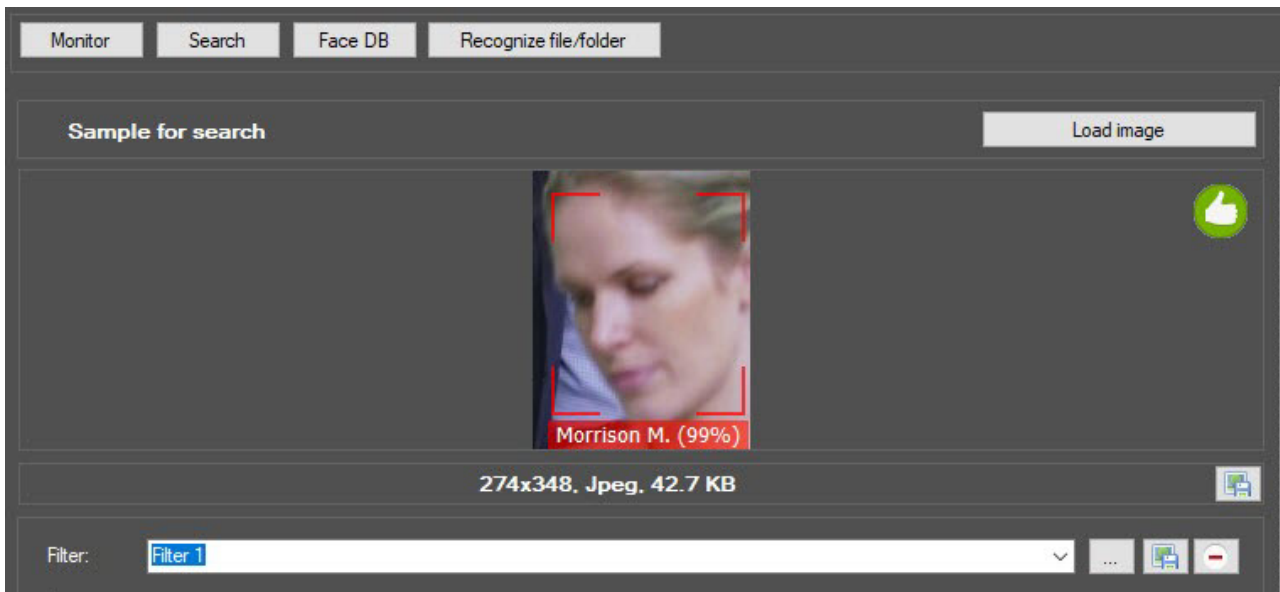 Monitor Search Face DB Recognize file/folder
Sample for search Load image
Morrison M. (99%)
274x348, Jpeg, 42.7 KB
Filter: Filter 1 ...